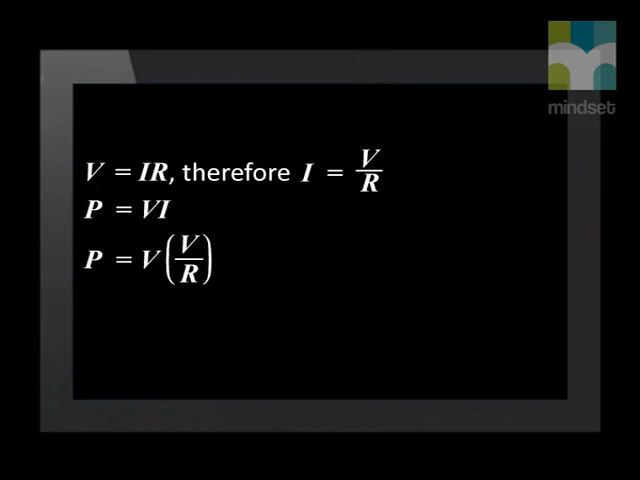 mindset
V = IR, therefore I = V/R
P = VI
P = V(V/R)